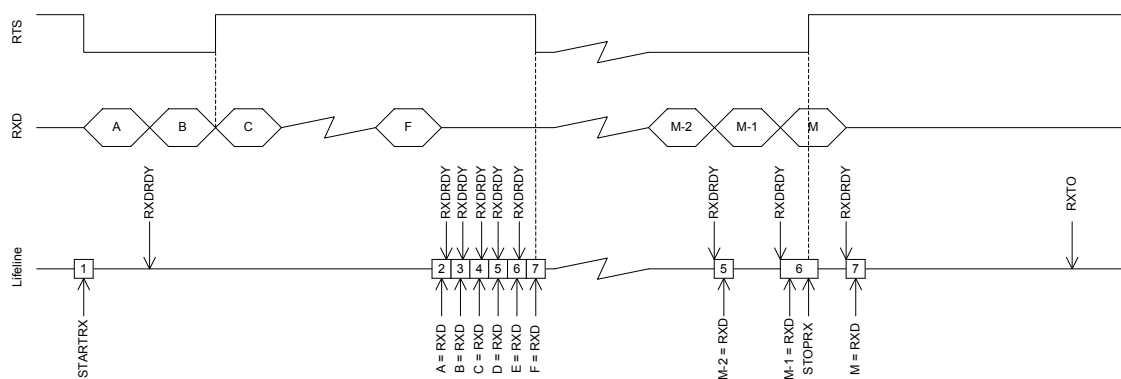 RTS
RXD
A B C F M-2 M-1 M
RXDRDY RXDRDY RXDRDY RXDRDY RXDRDY RXDRDY RXDRDY RXDRDY RXDRDY RXTO
Lifeline
1 2 3 4 5 6 7 5 6 7
STARTRX
A = RXD
B = RXD
C = RXD
D = RXD
E = RXD
F = RXD
M-2 = RXD
M-1 = RXD
STOPRX
M = RXD